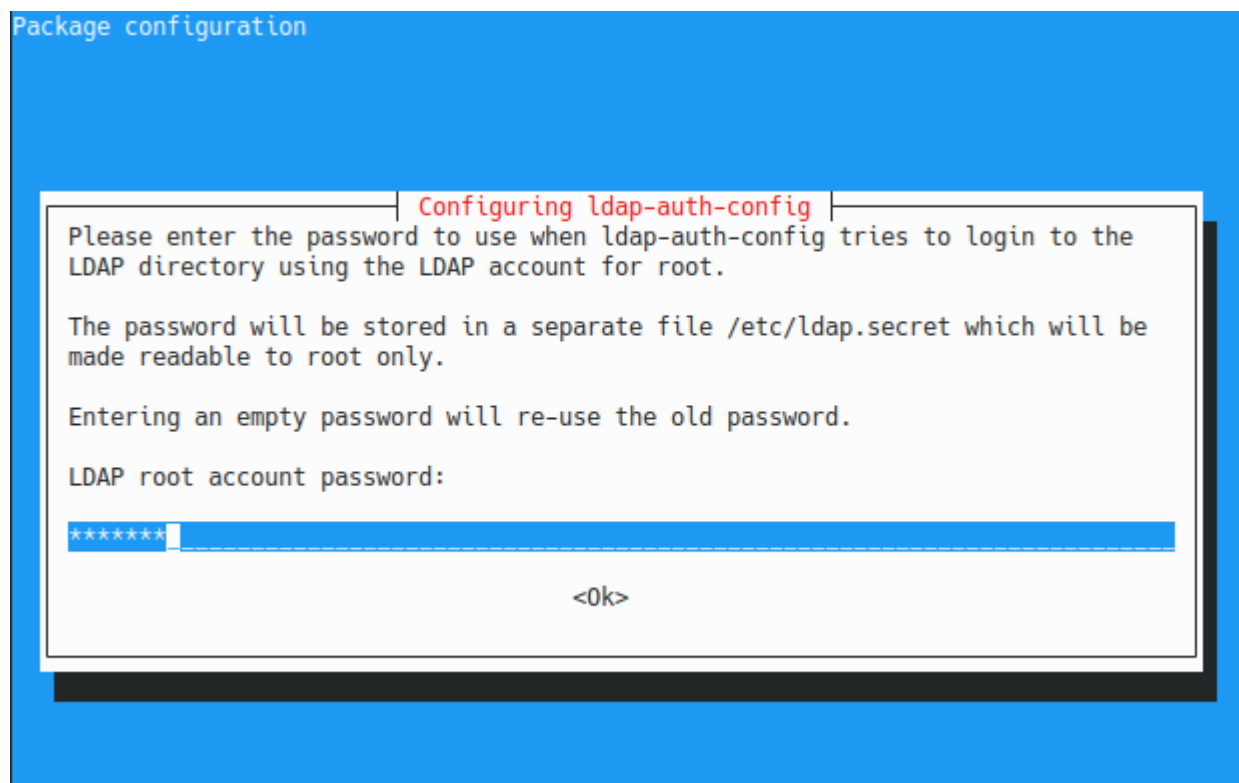 Package configuration
Configuring ldap-auth-config
Please enter the password to use when ldap-auth-config tries to login to the
LDAP directory using the LDAP account for root.
The password will be stored in a separate file /etc/ldap.secret which will be
made readable to root only.
Entering an empty password will re-use the old password.
LDAP root account password:
*******_______________________________________________________________________
<Ok>